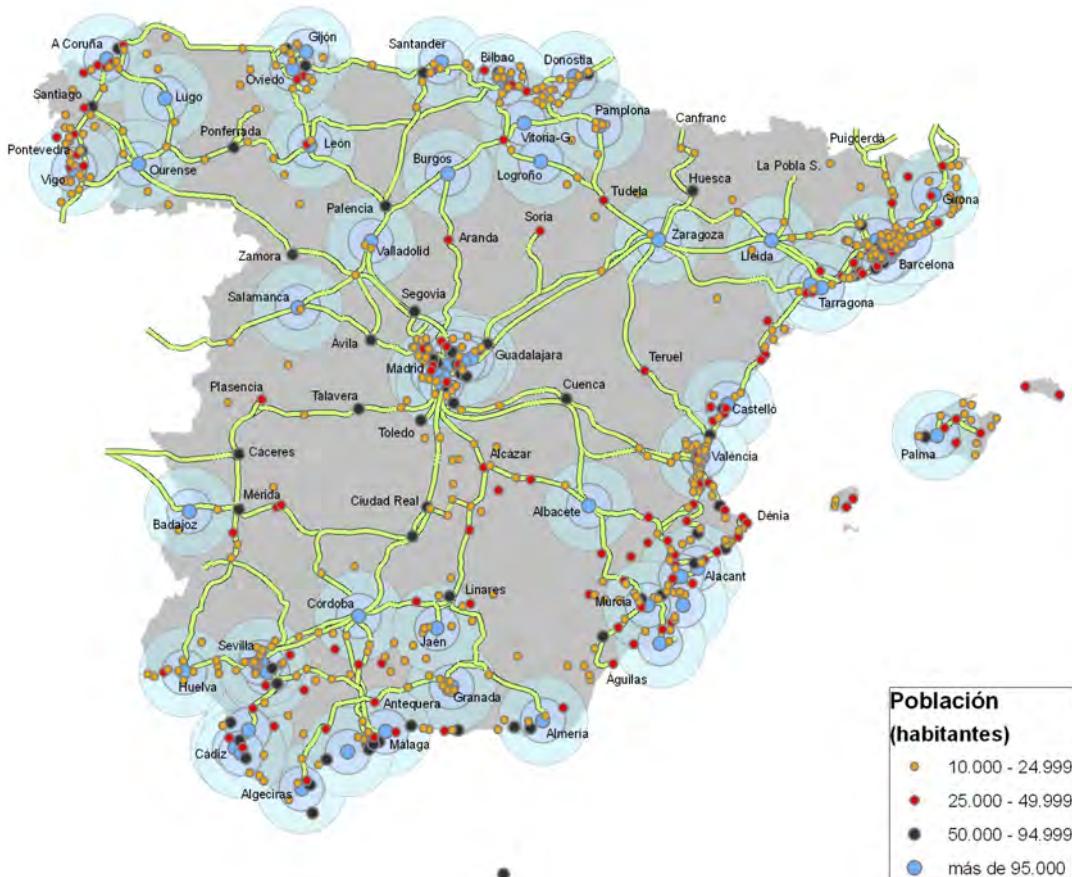 A Coruña
Gijón
Santander
Bilbao
Donostia
Oviedo
Lugo
Santiago
Pamplona
Canfranc
Puigcerdà
Ponferrada
León
Vitoria-G.
Pontevedra
Ourense
Burgos
Logroño
La Pobla S.
Vigo
Huesca
Girona
Palencia
Tudela
Soria
Aranda
Zaragoza
Valladolid
Zamora
Lleida
Barcelona
Segovia
Salamanca
Tarragona
Ávila
Guadalajara
Madrid
Teruel
Plasencia
Talavera
Cuenca
Castelló
Toledo
Cáceres
Alcázar
Valencia
Palma
Mérida
Ciudad Real
Albacete
Badajoz
Dénia
Alacant
Linares
Córdoba
Murcia
Jaén
Sevilla
Huelva
Águilas
Granada
Antequera
Almería
Málaga
Cádiz
Algeciras
Población
(habitantes)
10.000 - 24.999
25.000 - 49.999
50.000 - 94.999
más de 95.000